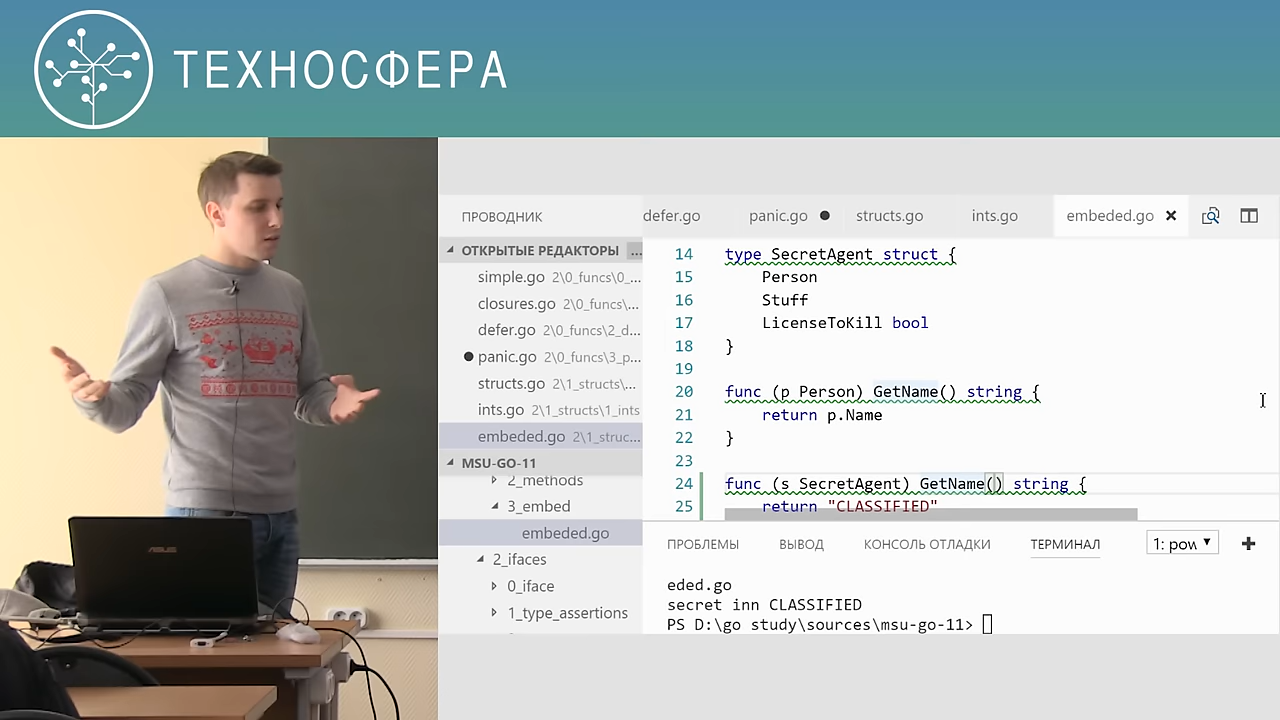 ТЕХНОСФЕРА
ПРОВОДНИК
ОТКРЫТЫЕ РЕДАКТОРЫ ...
simple.go 2\0_funcs\0_...
closures.go 2\0_funcs\...
defer.go 2\0_funcs\2_d...
panic.go 2\0_funcs\3_p...
structs.go 2\1_structs\...
ints.go 2\1_structs\1_ints
embeded.go 2\1_struc...
MSU-GO-11
2_methods
3_embed
embeded.go
2_ifaces
0_iface
1_type_assertions
defer.go panic.go structs.go ints.go embeded.go
14 type SecretAgent struct {
15 Person
16 Stuff
17 LicenseToKill bool
18 }
19
20 func (p Person) GetName() string {
21 return p.Name
22 }
23
24 func (s SecretAgent) GetName() string {
25 return "CLASSIFIED"
ПРОБЛЕМЫ ВЫВОД КОНСОЛЬ ОТЛАДКИ ТЕРМИНАЛ 1: pow
eded.go
secret inn CLASSIFIED
PS D:\go study\sources\msu-go-11>
ASUS